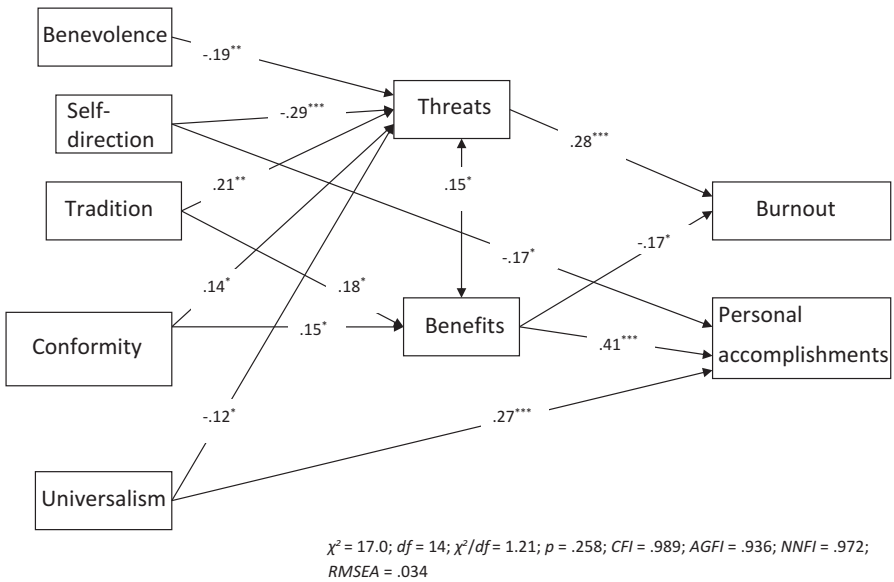 Benevolence
-.19**
Self-
direction
-.29***
Threats
.28***
Tradition
.21**
.15*
Burnout
-.17*
-.17*
.14*
.18*
Conformity
.15*
Benefits
.41***
Personal
accomplishments
-.12*
.27***
Universalism
χ² = 17.0; df = 14; χ²/df = 1.21; p = .258; CFI = .989; AGFI = .936; NNFI = .972;
RMSEA = .034